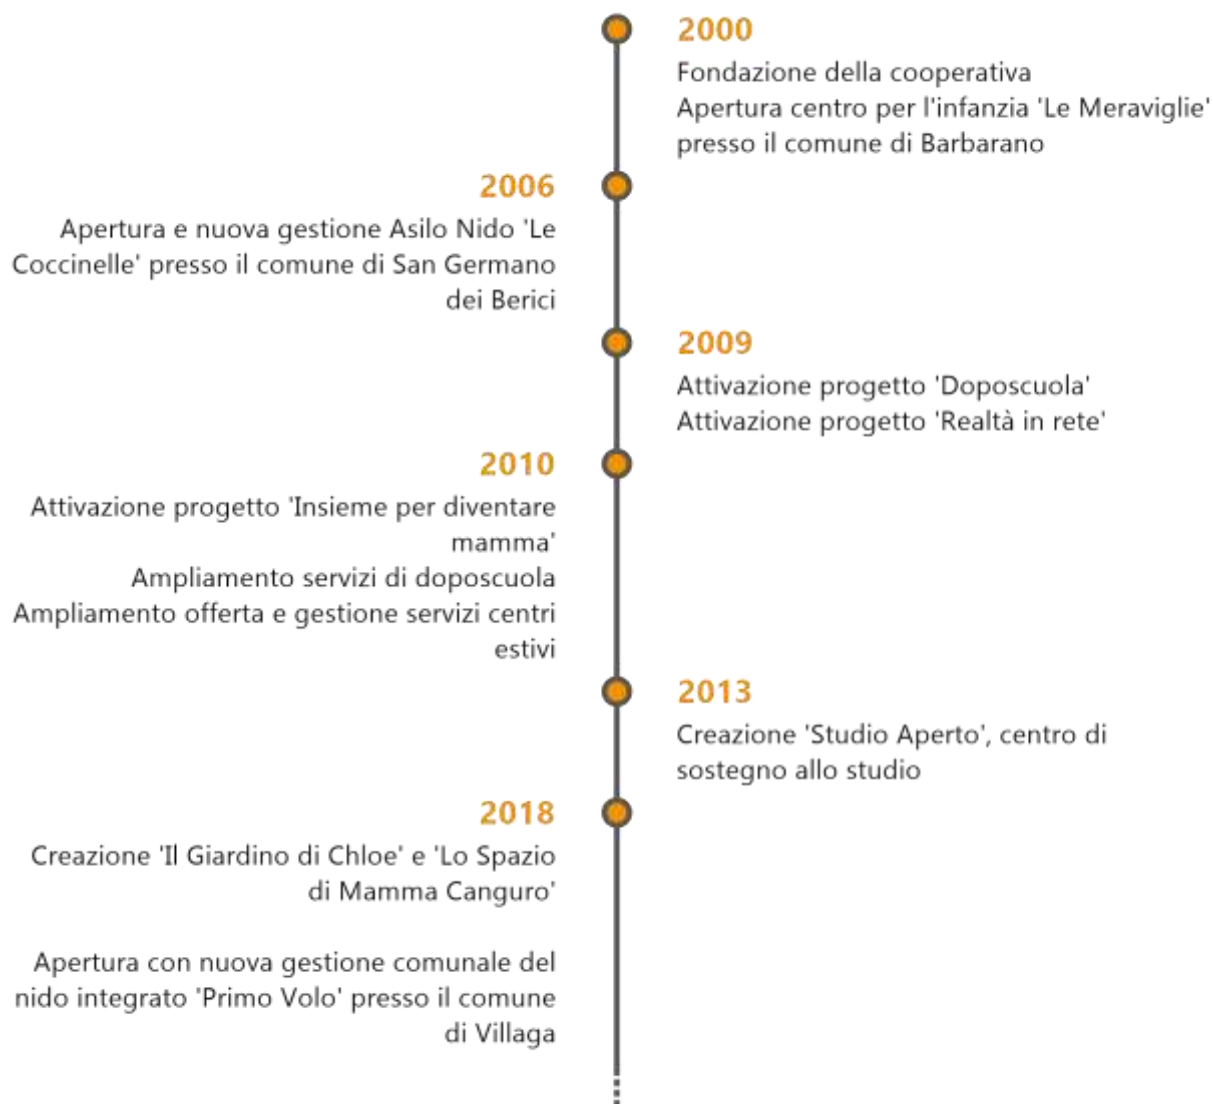 2000
Fondazione della cooperativa
Apertura centro per l'infanzia 'Le Meraviglie'
presso il comune di Barbarano
2006
Apertura e nuova gestione Asilo Nido 'Le
Coccinelle' presso il comune di San Germano
dei Berici
2009
Attivazione progetto 'Doposcuola'
Attivazione progetto 'Realtà in rete'
2010
Attivazione progetto 'Insieme per diventare
mamma'
Ampliamento servizi di doposcuola
Ampliamento offerta e gestione servizi centri
estivi
2013
Creazione 'Studio Aperto', centro di
sostegno allo studio
2018
Creazione 'Il Giardino di Chloe' e 'Lo Spazio
di Mamma Canguro'
Apertura con nuova gestione comunale del
nido integrato 'Primo Volo' presso il comune
di Villaga